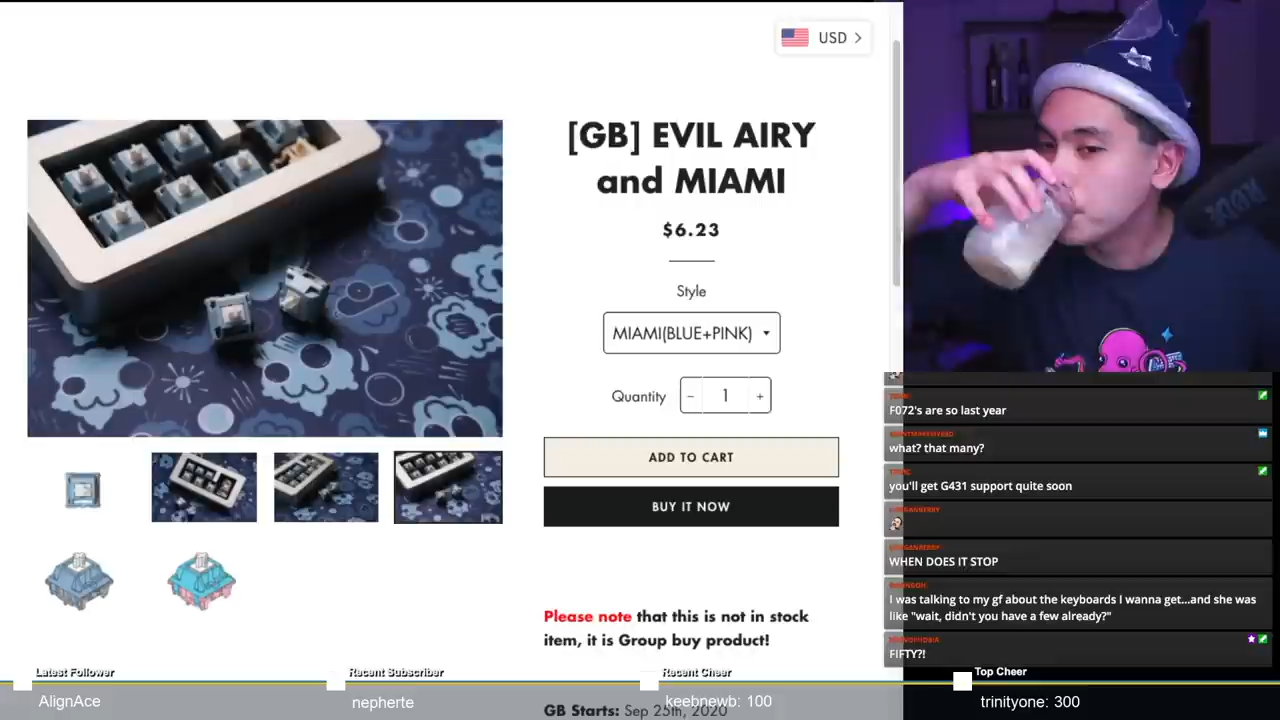 USD
[GB] EVIL AIRY
and MIAMI
$6.23
Style
MIAMI(BLUE+PINK)
Quantity
− 1 +
ADD TO CART
BUY IT NOW
Please note that this is not in stock
item, it is Group buy product!
GB Starts: Sep 25th, 2020
RØDE
F072's are so last year
what? that many?
you'll get G431 support quite soon
WHEN DOES IT STOP
I was talking to my gf about the keyboards I wanna get...and she was
like "wait, didn't you have a few already?"
FIFTY?!
Latest Follower
AlignAce
Recent Subscriber
nepherte
Recent Cheer
keebnewb: 100
Top Cheer
trinityone: 300